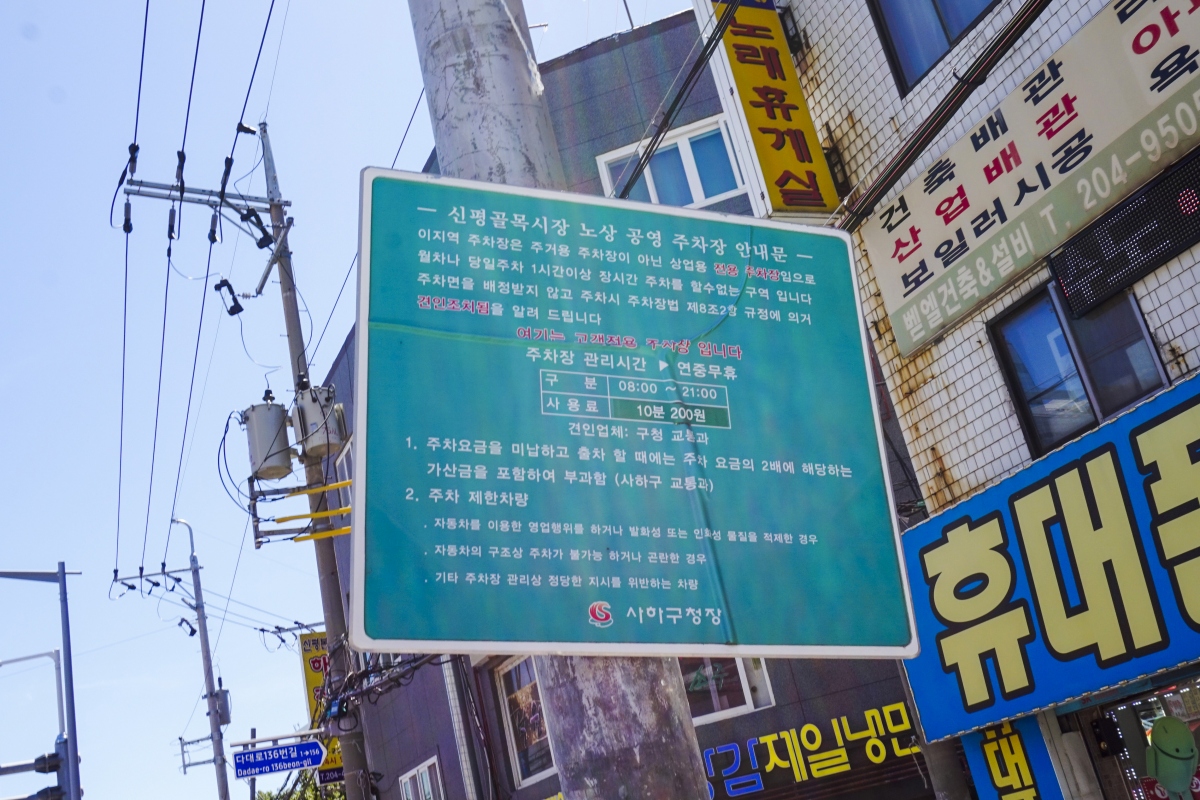 노래휴게실
건축배관
산업배관
보일러시공
벧엘건축&설비 T. 204-950
ㅡ 신평골목시장 노상 공영 주차장 안내문 ㅡ
이지역 주차장은 주거용 주차장이 아닌 상업용 전용 주차장임으로
월차나 당일주차 1시간이상 장시간 주차를 할수없는 구역 입니다
주차면을 배정받지 않고 주차시 주차장법 제8조2항 규정에 의거
견인조치됨을 알려 드립니다
여기는 고객전용 주차장 입니다
주차장 관리시간 ▶ 연중무휴
구 분 08:00 ~ 21:00
사용료 10분 200원
견인업체: 구청 교통과
1. 주차요금을 미납하고 출차 할 때에는 주차 요금의 2배에 해당하는
가산금을 포함하여 부과함 (사하구 교통과)
2. 주차 제한차량
. 자동차를 이용한 영업행위를 하거나 발화성 또는 인화성 물질을 적재한 경우
. 자동차의 구조상 주차가 불가능 하거나 곤란한 경우
. 기타 주차장 관리상 정당한 지시를 위반하는 차량
사하구청장
휴대폰
휴대
제일냉면
다대로136번길 1→156
Dadae-ro 136beon-gil